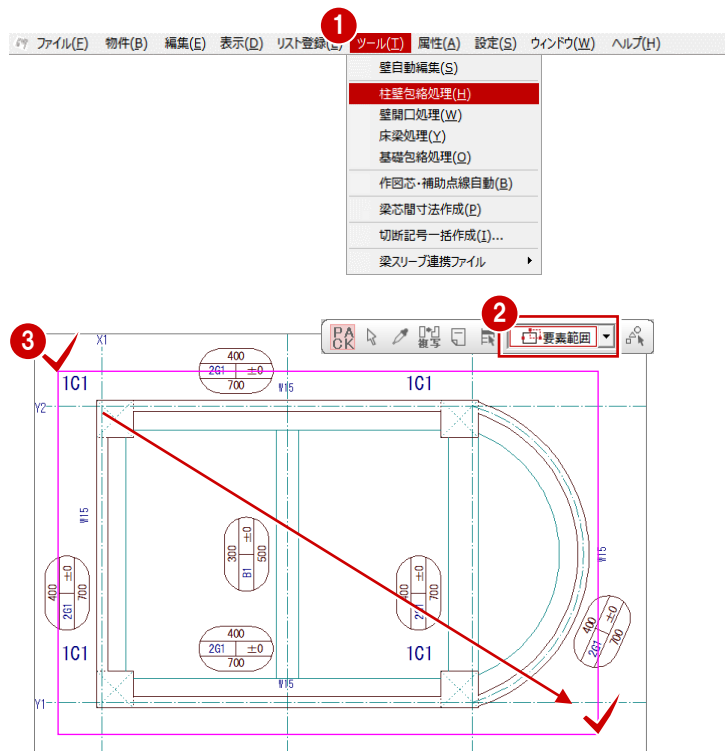 1
ファイル(F) 物件(B) 編集(E) 表示(D) リスト登録( ) ツール(T) 属性(A) 設定(S) ウィンドウ(W) ヘルプ(H)
壁自動編集(S)
柱壁包絡処理(H)
壁開口処理(W)
床梁処理(Y)
基礎包絡処理(O)
作図芯・補助点線自動(B)
梁芯間寸法作成(P)
切断記号一括作成(I)...
梁スリーブ連携ファイル
2
PA
CK
複写
要素範囲
3
X1
400
2G1 ±0
700
W15
1C1
1C1
Y2
W15
300
B1 ±0
500
W15
400
2G1 ±0
700
400
2G1 ±0
700
400
2G1 ±0
700
1C1
400
2G1 ±0
700
1C1
W15
Y1